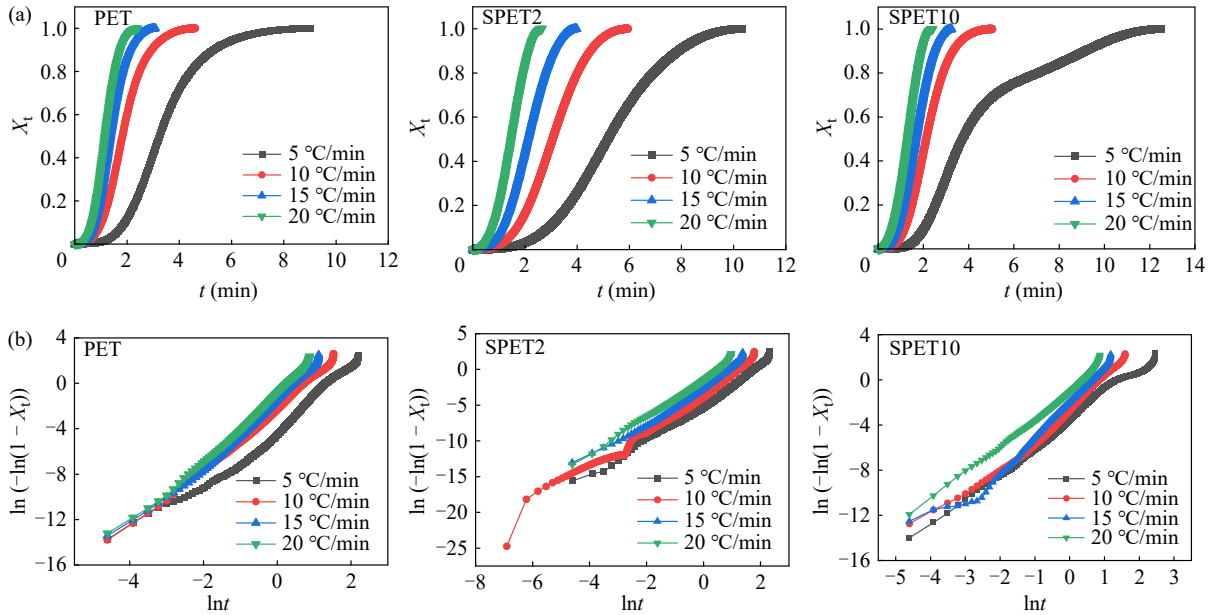 (a)
PET
1.0
0.8
0.6
0.4
0.2
0
2
4
6
8
10
12
X_t
t (min)
5 °C/min
10 °C/min
15 °C/min
20 °C/min
SPET2
1.0
0.8
0.6
0.4
0.2
0
2
4
6
8
10
12
X_t
t (min)
5 °C/min
10 °C/min
15 °C/min
20 °C/min
SPET10
1.0
0.8
0.6
0.4
0.2
0
2
4
6
8
10
12
14
X_t
t (min)
5 °C/min
10 °C/min
15 °C/min
20 °C/min
(b)
PET
4
0
−4
−8
−12
−16
−4
−2
0
2
ln (−ln(1 − X_t))
lnt
5 °C/min
10 °C/min
15 °C/min
20 °C/min
SPET2
5
0
−5
−10
−15
−20
−25
−8
−6
−4
−2
0
2
ln (−ln(1 − X_t))
lnt
5 °C/min
10 °C/min
15 °C/min
20 °C/min
SPET10
4
0
−4
−8
−12
−16
−5
−4
−3
−2
−1
0
1
2
3
ln (−ln(1 − X_t))
lnt
5 °C/min
10 °C/min
15 °C/min
20 °C/min